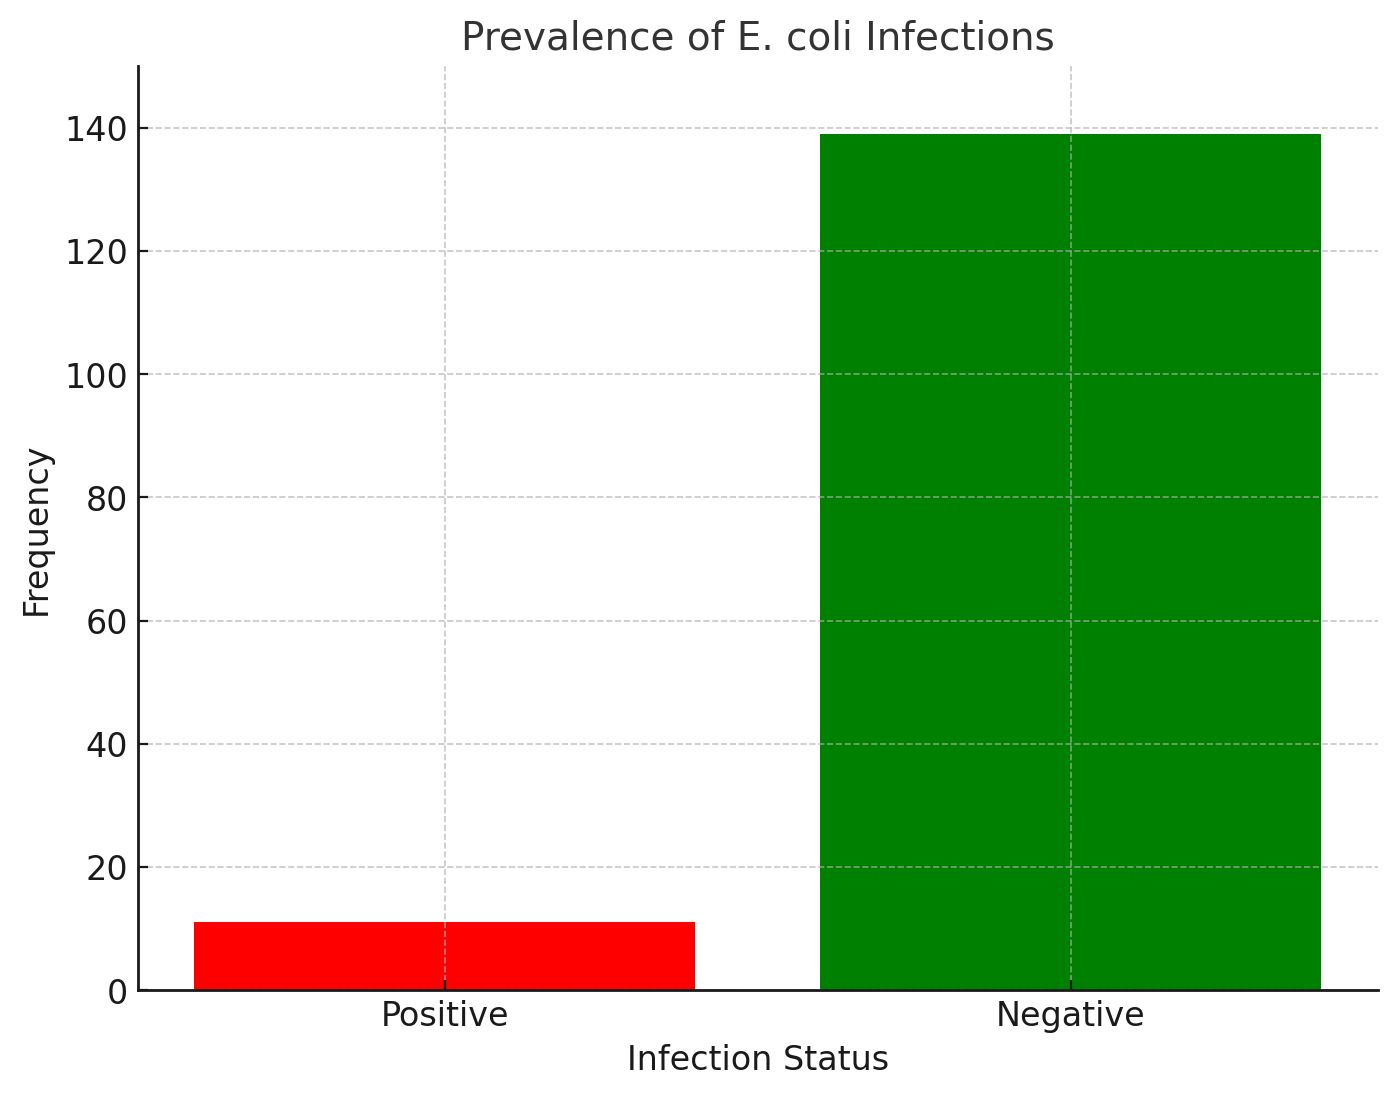 Prevalence of E. coli Infections
140
120
100
80
60
40
20
0
Frequency
Positive
Negative
Infection Status